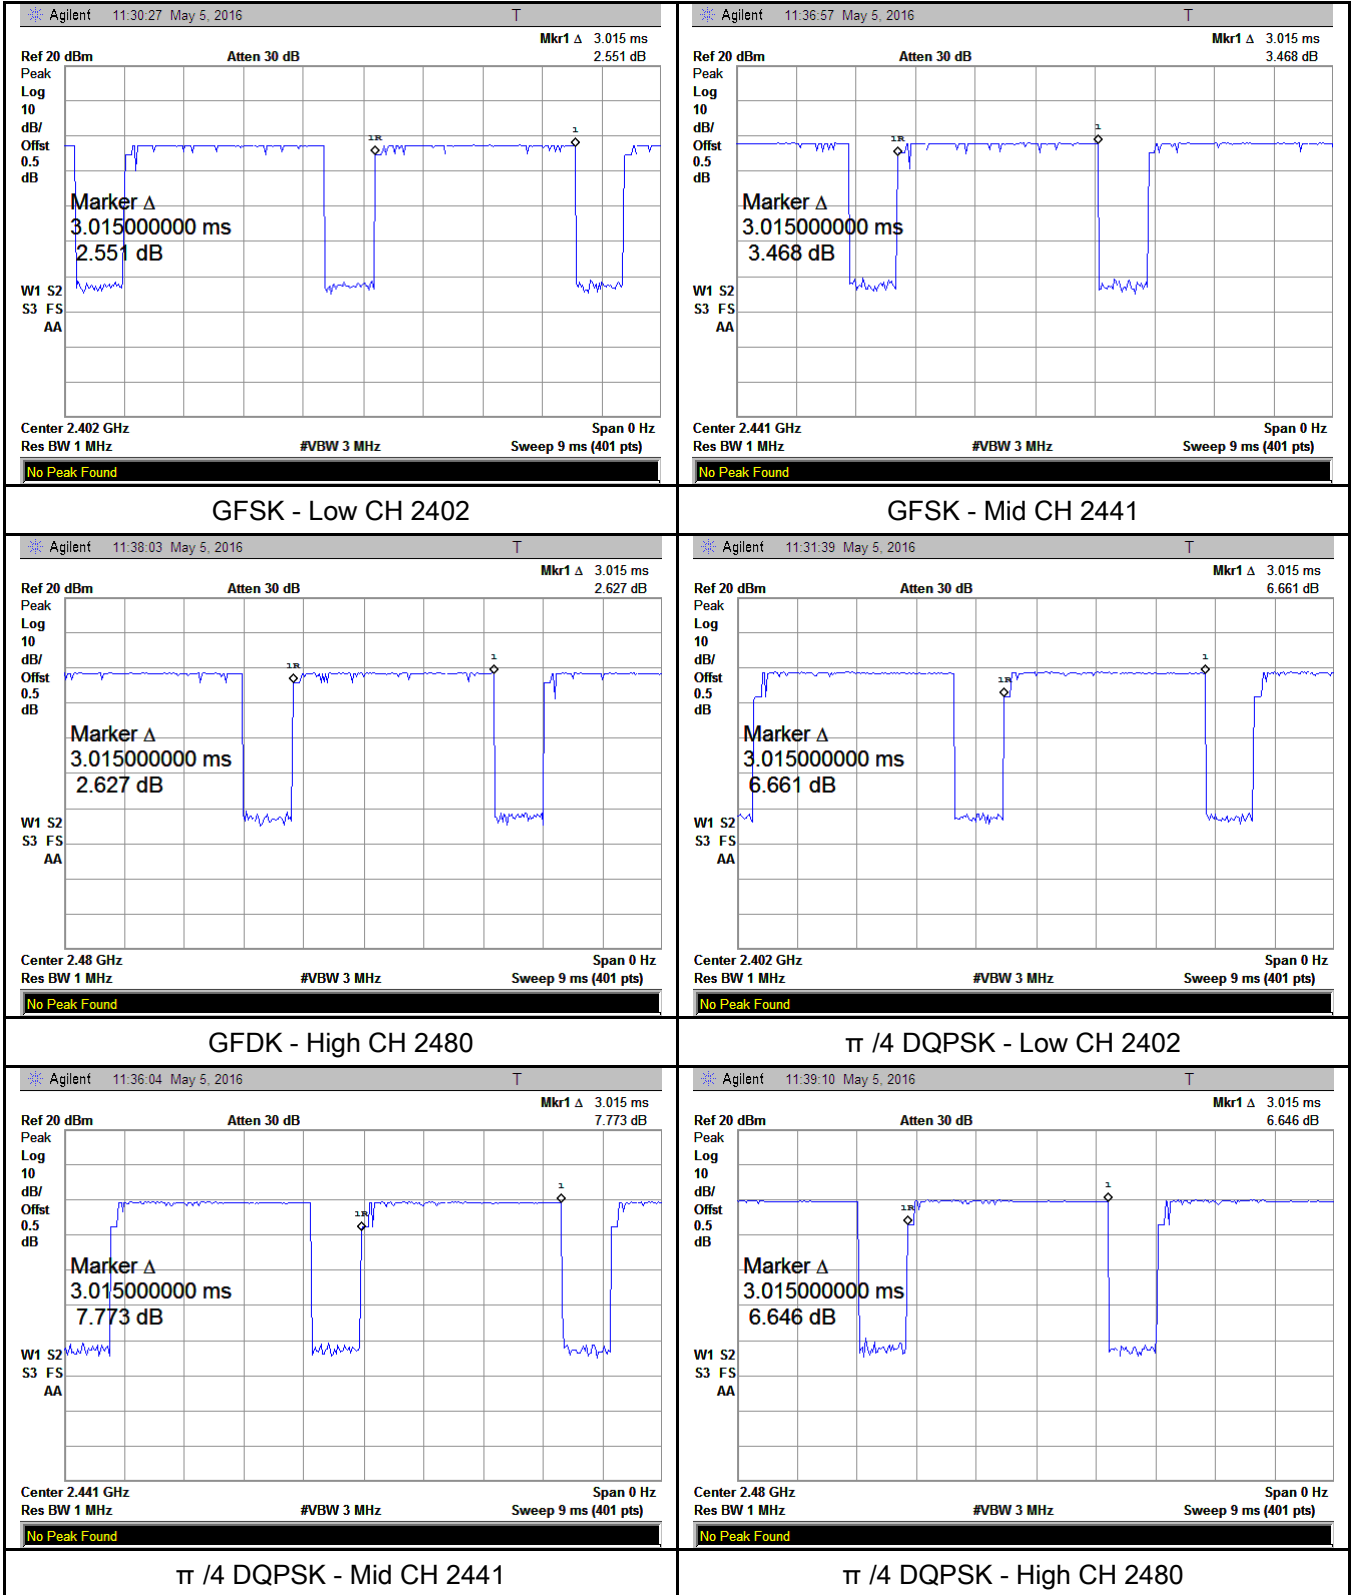 Agilent 11:30:27 May 5, 2016 T
Mkr1 Δ 3.015 ms
Ref 20 dBm Atten 30 dB 2.551 dB
Peak
Log
10
dB/
Offst
0.5
dB
1R
1
Marker Δ
3.015000000 ms
2.551 dB
W1 S2
S3 FS
AA
Center 2.402 GHz Span 0 Hz
Res BW 1 MHz #VBW 3 MHz Sweep 9 ms (401 pts)
No Peak Found
GFSK - Low CH 2402
Agilent 11:36:57 May 5, 2016 T
Mkr1 Δ 3.015 ms
Ref 20 dBm Atten 30 dB 3.468 dB
Peak
Log
10
dB/
Offst
0.5
dB
1R
1
Marker Δ
3.015000000 ms
3.468 dB
W1 S2
S3 FS
AA
Center 2.441 GHz Span 0 Hz
Res BW 1 MHz #VBW 3 MHz Sweep 9 ms (401 pts)
No Peak Found
GFSK - Mid CH 2441
Agilent 11:38:03 May 5, 2016 T
Mkr1 Δ 3.015 ms
Ref 20 dBm Atten 30 dB 2.627 dB
Peak
Log
10
dB/
Offst
0.5
dB
1R
1
Marker Δ
3.015000000 ms
2.627 dB
W1 S2
S3 FS
AA
Center 2.48 GHz Span 0 Hz
Res BW 1 MHz #VBW 3 MHz Sweep 9 ms (401 pts)
No Peak Found
GFDK - High CH 2480
Agilent 11:31:39 May 5, 2016 T
Mkr1 Δ 3.015 ms
Ref 20 dBm Atten 30 dB 6.661 dB
Peak
Log
10
dB/
Offst
0.5
dB
1R
1
Marker Δ
3.015000000 ms
6.661 dB
W1 S2
S3 FS
AA
Center 2.402 GHz Span 0 Hz
Res BW 1 MHz #VBW 3 MHz Sweep 9 ms (401 pts)
No Peak Found
π /4 DQPSK - Low CH 2402
Agilent 11:36:04 May 5, 2016 T
Mkr1 Δ 3.015 ms
Ref 20 dBm Atten 30 dB 7.773 dB
Peak
Log
10
dB/
Offst
0.5
dB
1R
1
Marker Δ
3.015000000 ms
7.773 dB
W1 S2
S3 FS
AA
Center 2.441 GHz Span 0 Hz
Res BW 1 MHz #VBW 3 MHz Sweep 9 ms (401 pts)
No Peak Found
π /4 DQPSK - Mid CH 2441
Agilent 11:39:10 May 5, 2016 T
Mkr1 Δ 3.015 ms
Ref 20 dBm Atten 30 dB 6.646 dB
Peak
Log
10
dB/
Offst
0.5
dB
1R
1
Marker Δ
3.015000000 ms
6.646 dB
W1 S2
S3 FS
AA
Center 2.48 GHz Span 0 Hz
Res BW 1 MHz #VBW 3 MHz Sweep 9 ms (401 pts)
No Peak Found
π /4 DQPSK - High CH 2480